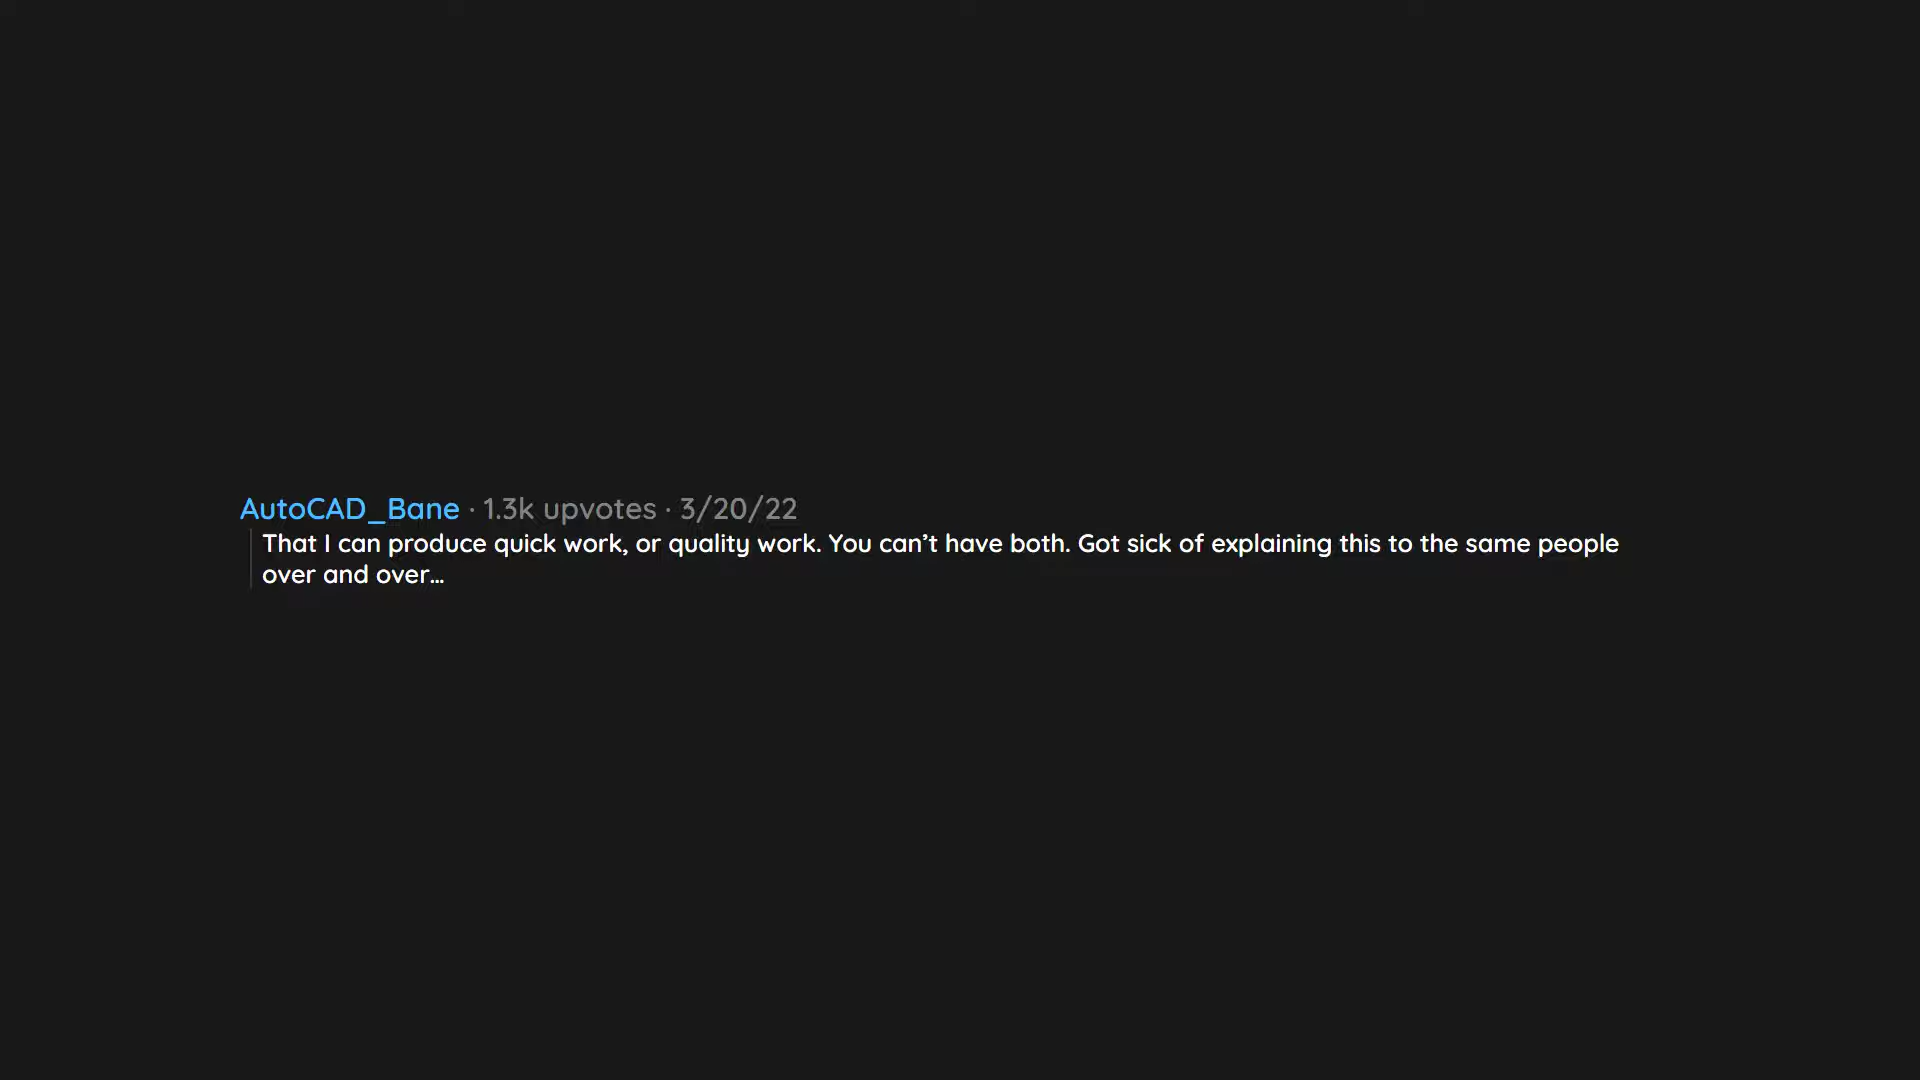 AutoCAD_Bane · 1.3k upvotes · 3/20/22
That I can produce quick work, or quality work. You can’t have both. Got sick of explaining this to the same people
over and over...